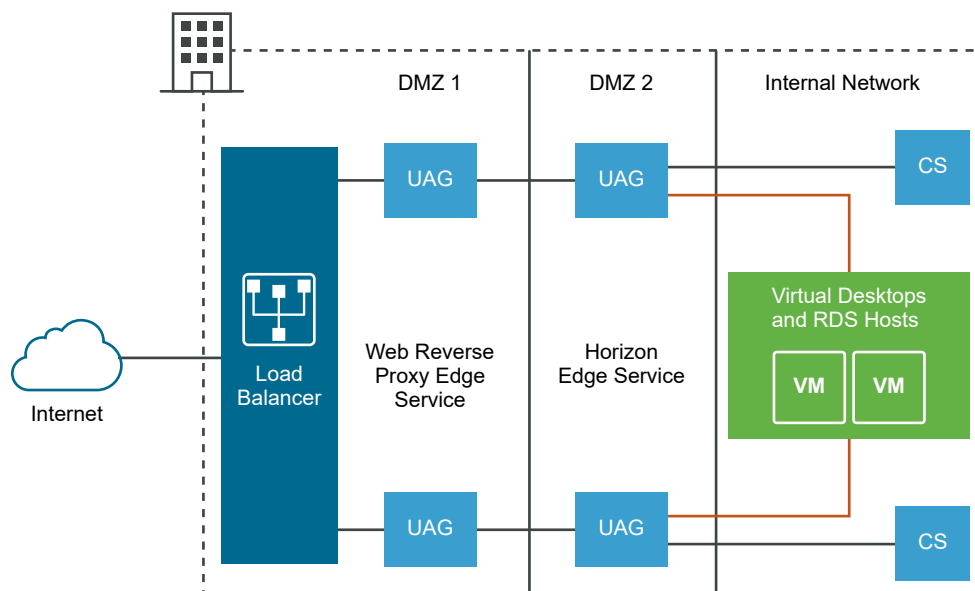 DMZ 1
DMZ 2
Internal Network
UAG
UAG
CS
Virtual Desktops
and RDS Hosts
VM
VM
Load
Balancer
Web Reverse
Proxy Edge
Service
Horizon
Edge Service
Internet
UAG
UAG
CS